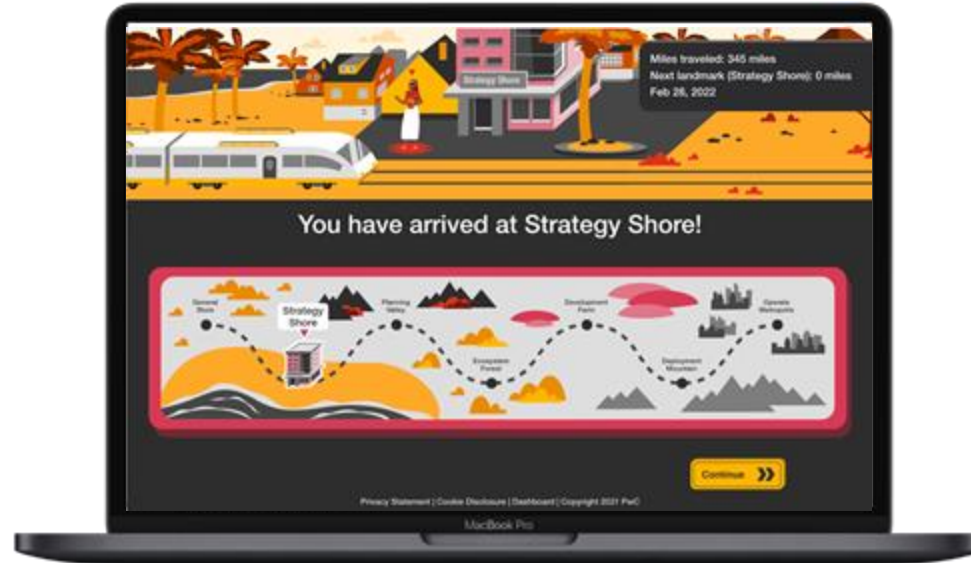 Strategy Shore
Miles traveled: 345 miles
Next landmark (Strategy Shore): 0 miles
Feb 26, 2022
You have arrived at Strategy Shore!
General
Store
Strategy
Shore
Planning
Valley
Ecosystem
Forest
Development
Farm
Deployment
Mountain
Operate
Metropolis
Continue
Privacy Statement | Cookie Disclosure | Dashboard | Copyright 2021 PwC
MacBook Pro